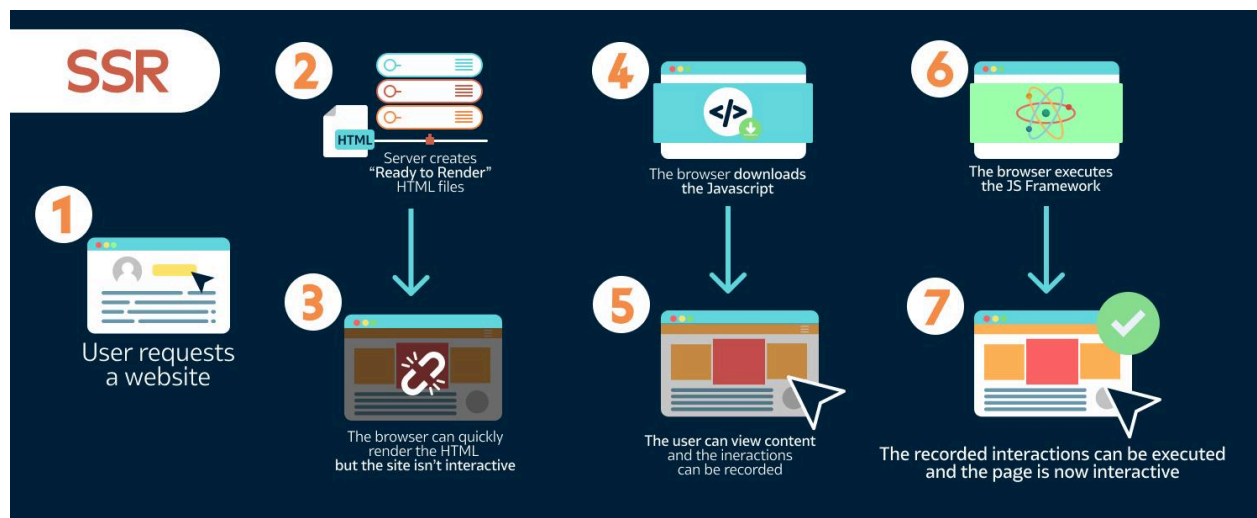 SSR
1
User requests
a website
2
HTML
Server creates
“Ready to Render”
HTML files
3
The browser can quickly
render the HTML
but the site isn’t interactive
4
</>
The browser downloads
the Javascript
5
The user can view content
and the ineractions
can be recorded
6
The browser executes
the JS Framework
7
The recorded interactions can be executed
and the page is now interactive